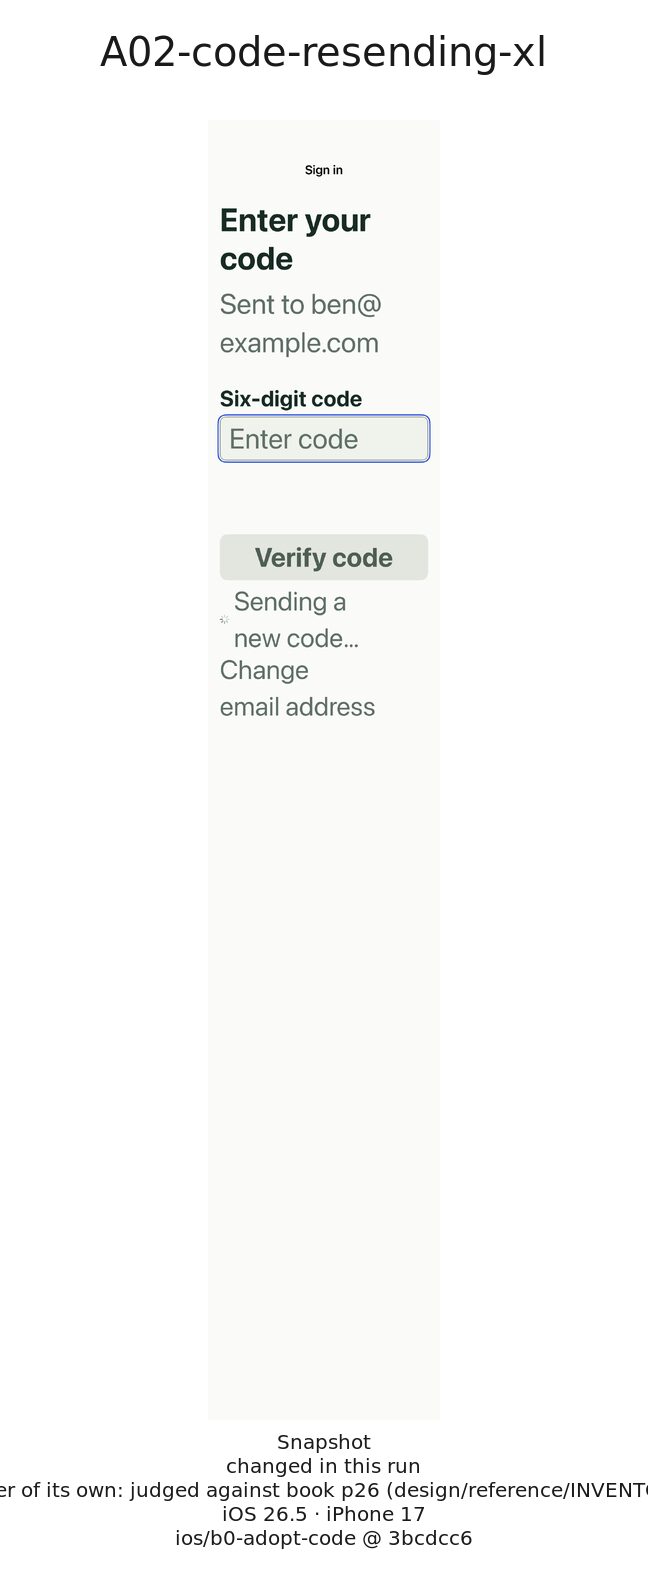 A02-code-resending-xl
Sign in
Enter your
code
Sent to ben@
example.com
Six-digit code
Enter code
Verify code
Sending a
new code...
Change
email address
Snapshot
changed in this run
of its own: judged against book p26 (design/reference/
iOS 26.5 · iPhone 17
ios/b0-adopt-code @ 3bcdcc6